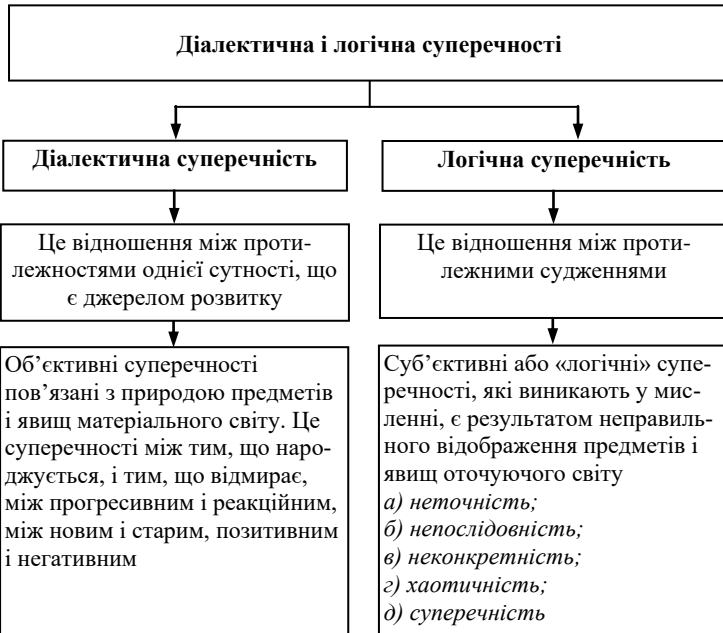 Діалектична і логічна суперечності
Діалектична суперечність
Логічна суперечність
Це відношення між проти-
лежностями однієї сутності, що
є джерелом розвитку
Це відношення між проти-
лежними судженнями
Об’єктивні суперечності
пов’язані з природою предметів
і явищ матеріального світу. Це
суперечності між тим, що наро-
джується, і тим, що відмирає,
між прогресивним і реакційним,
між новим і старим, позитивним
і негативним
Суб’єктивні або «логічні» супе-
речності, які виникають у мис-
ленні, є результатом неправиль-
ного відображення предметів і
явищ оточуючого світу
а) неточність;
б) непослідовність;
в) неконкретність;
г) хаотичність;
д) суперечність